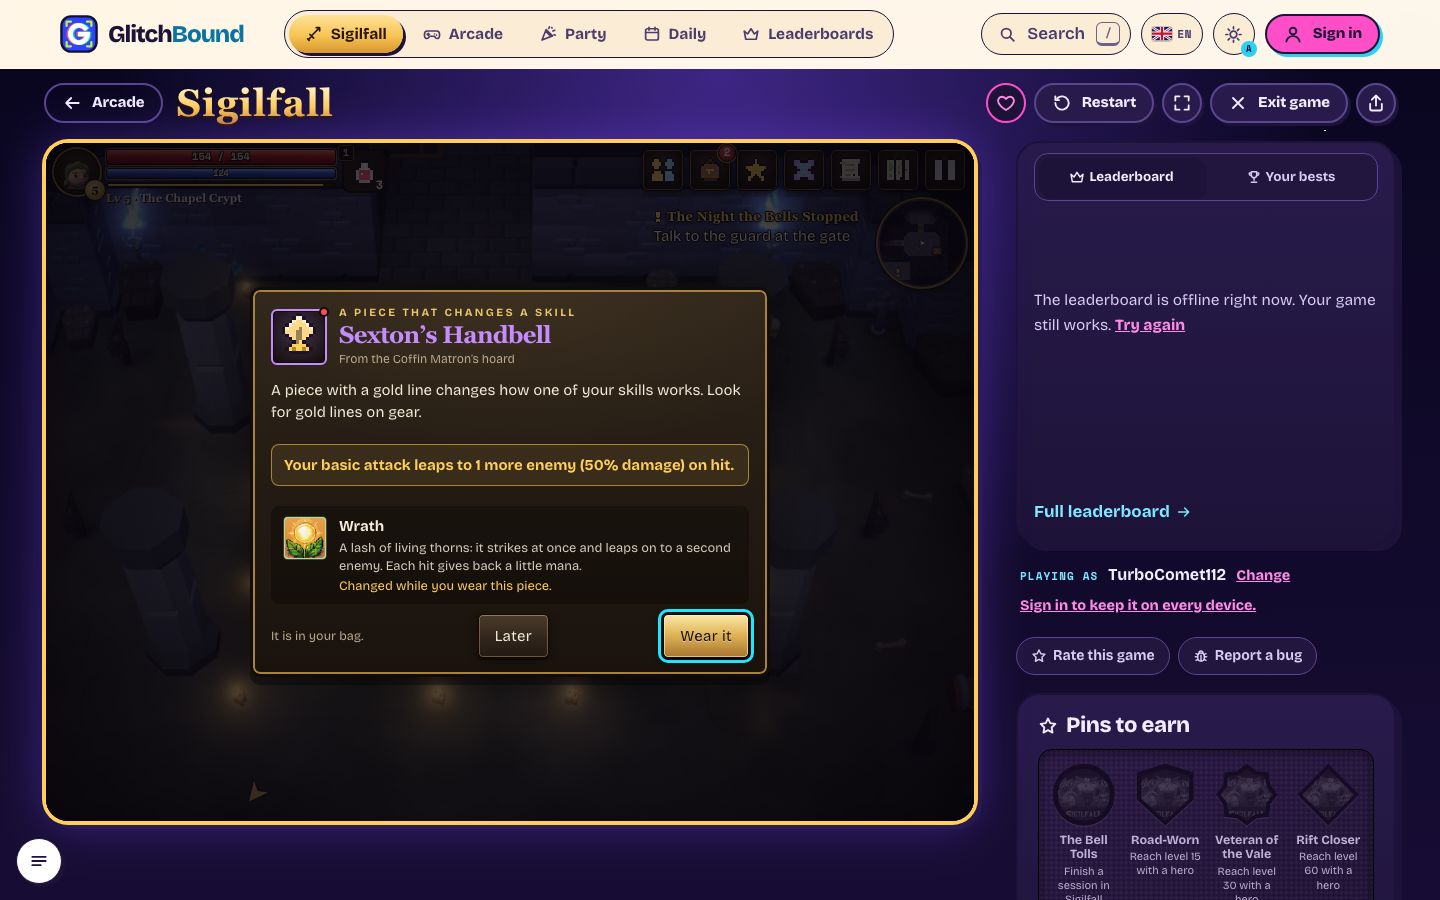 GlitchBound
Sigilfall
Arcade
Party
Daily
Leaderboards
Search /
EN
A
Sign in
Arcade
Sigilfall
Restart
Exit game
154 / 154
124
1
3
5
Lv 5 · The Chapel Crypt
2
! The Night the Bells Stopped
Talk to the guard at the gate
!
A PIECE THAT CHANGES A SKILL
Sexton's Handbell
From the Coffin Matron's hoard
A piece with a gold line changes how one of your skills works. Look
for gold lines on gear.
Your basic attack leaps to 1 more enemy (50% damage) on hit.
Wrath
A lash of living thorns: it strikes at once and leaps on to a second
enemy. Each hit gives back a little mana.
Changed while you wear this piece.
It is in your bag.
Later
Wear it
Leaderboard
Your bests
The leaderboard is offline right now. Your game
still works. Try again
Full leaderboard →
PLAYING AS TurboComet112 Change
Sign in to keep it on every device.
Rate this game
Report a bug
Pins to earn
The Bell
Tolls
Finish a
session in
Sigilfall
Road-Worn
Reach level 15
with a hero
Veteran of
the Vale
Reach level
30 with a
hero
Rift Closer
Reach level
60 with a
hero